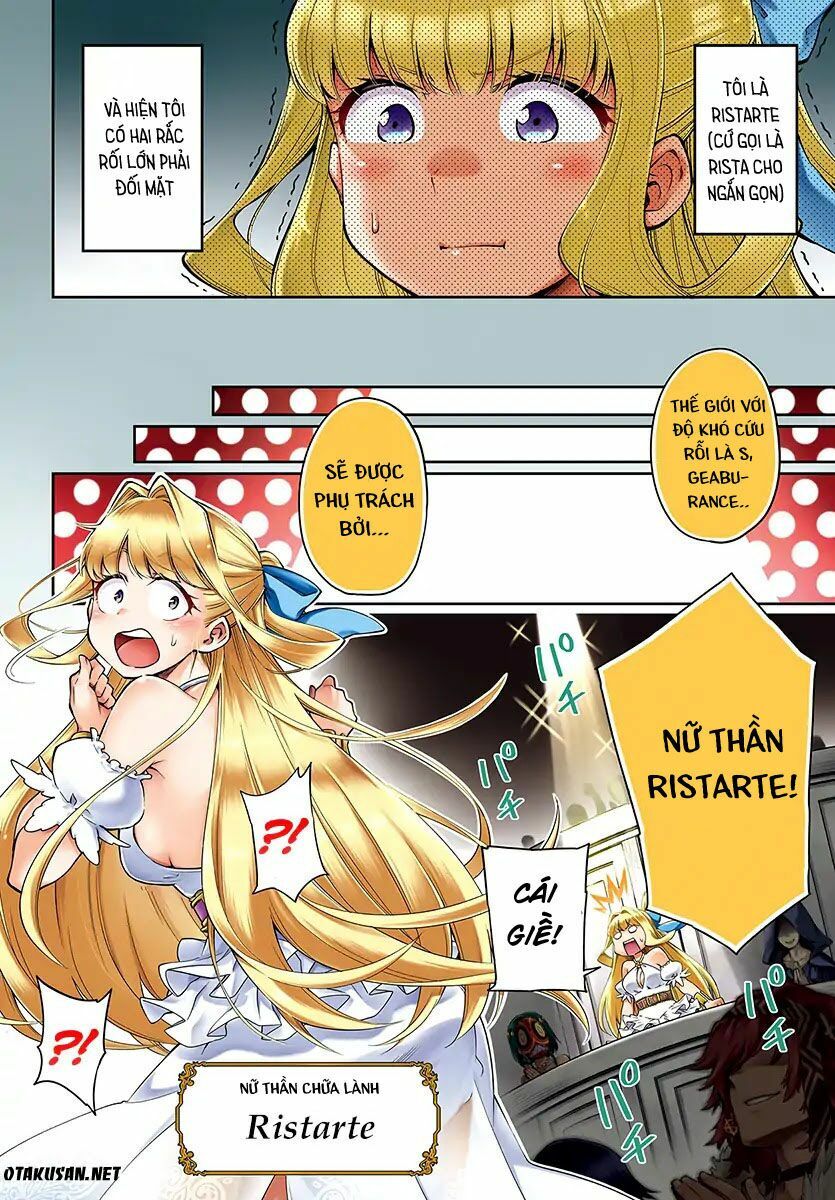 TÔI LÀ
RISTARTE
(CỨ GỌI LÀ
RISTA CHO
NGẮN GỌN)
VÀ HIỆN TÔI
CÓ HAI RẮC
RỐI LỚN PHẢI
ĐỐI MẶT
THẾ GIỚI VỚI
ĐỘ KHÓ CỨU
RỖI LÀ S,
GEABU-
RANCE..
SẼ ĐƯỢC
PHỤ TRÁCH
BỞI...
NỮ THẦN
RISTARTE!
パチ
パチ
?!
CÁI
GIỀ!
?!
パチ
パチ
NỮ THẦN CHỮA LÀNH
Ristarte
OTAKUSAN.NET